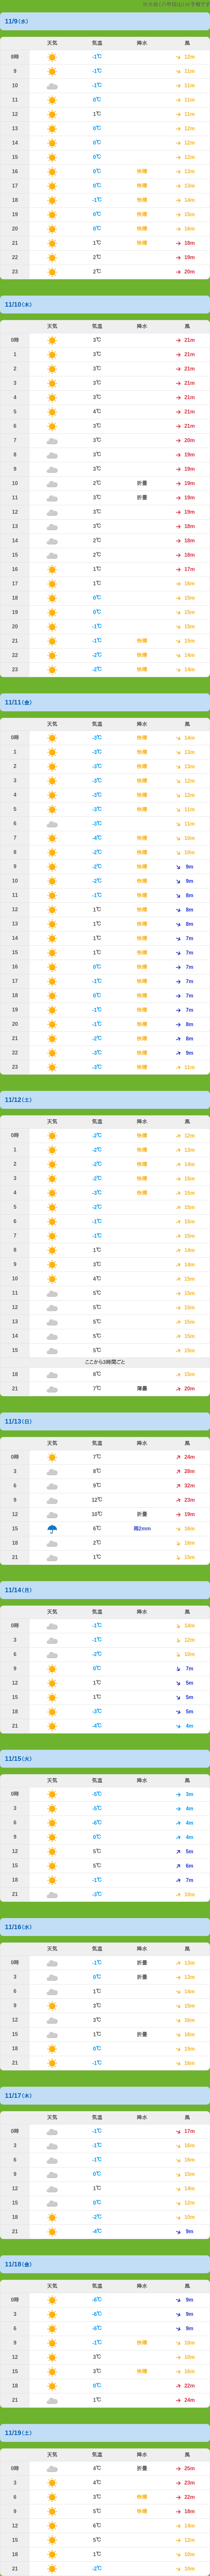 11/9(水)
天気 気温 降水 風
8時 -1℃ 12m
9 -1℃ 11m
10 -1℃ 11m
11 0℃ 11m
12 1℃ 11m
13 0℃ 12m
14 0℃ 12m
15 0℃ 12m
16 0℃ 快晴 13m
17 0℃ 快晴 13m
18 -1℃ 快晴 14m
19 0℃ 快晴 15m
20 0℃ 快晴 16m
21 1℃ 快晴 18m
22 2℃ 19m
23 2℃ 20m
11/10(木)
天気 気温 降水 風
0時 3℃ 21m
1 3℃ 21m
2 3℃ 21m
3 3℃ 21m
4 3℃ 21m
5 4℃ 21m
6 3℃ 21m
7 3℃ 20m
8 3℃ 19m
9 3℃ 19m
10 2℃ 折曇 19m
11 3℃ 折曇 19m
12 3℃ 19m
13 3℃ 18m
14 2℃ 18m
15 2℃ 18m
16 1℃ 17m
17 1℃ 16m
18 0℃ 15m
19 0℃ 15m
20 -1℃ 15m
21 -1℃ 快晴 15m
22 -2℃ 快晴 14m
23 -2℃ 快晴 14m
11/11(金)
天気 気温 降水 風
0時 -3℃ 快晴 14m
1 -3℃ 快晴 13m
2 -3℃ 快晴 13m
3 -3℃ 快晴 12m
4 -3℃ 快晴 12m
5 -3℃ 快晴 11m
6 -3℃ 11m
7 -4℃ 快晴 10m
8 -2℃ 快晴 10m
9 -2℃ 快晴 9m
10 -2℃ 快晴 9m
11 -1℃ 快晴 8m
12 1℃ 快晴 8m
13 1℃ 快晴 8m
14 1℃ 快晴 7m
15 1℃ 快晴 7m
16 0℃ 快晴 7m
17 -1℃ 快晴 7m
18 0℃ 快晴 7m
19 -1℃ 快晴 7m
20 -1℃ 快晴 8m
21 -2℃ 快晴 8m
22 -3℃ 快晴 9m
23 -3℃ 快晴 11m
11/12(土)
天気 気温 降水 風
0時 -2℃ 快晴 12m
1 -2℃ 快晴 13m
2 -2℃ 快晴 14m
3 -2℃ 快晴 15m
4 -3℃ 快晴 15m
5 -2℃ 15m
6 -1℃ 15m
7 -1℃ 15m
8 1℃ 14m
9 3℃ 14m
10 4℃ 15m
11 5℃ 15m
12 5℃ 15m
13 5℃ 15m
14 5℃ 15m
15 5℃ 15m
ここから3時間ごと
18 8℃ 15m
21 7℃ 薄曇 20m
11/13(日)
天気 気温 降水 風
0時 7℃ 24m
3 8℃ 28m
6 9℃ 32m
9 12℃ 23m
12 10℃ 折曇 19m
15 6℃ 雨2mm 16m
18 2℃ 16m
21 1℃ 15m
11/14(月)
天気 気温 降水 風
0時 -1℃ 14m
3 -1℃ 12m
6 -2℃ 10m
9 0℃ 7m
12 1℃ 5m
15 1℃ 5m
18 -3℃ 5m
21 -4℃ 4m
11/15(火)
天気 気温 降水 風
0時 -5℃ 3m
3 -5℃ 4m
6 -6℃ 4m
9 0℃ 4m
12 5℃ 5m
15 5℃ 6m
18 -1℃ 7m
21 -3℃ 10m
11/16(水)
天気 気温 降水 風
0時 -1℃ 折曇 13m
3 0℃ 折曇 13m
6 1℃ 14m
9 3℃ 15m
12 3℃ 16m
15 1℃ 折曇 16m
18 0℃ 15m
21 -1℃ 16m
11/17(木)
天気 気温 降水 風
0時 -1℃ 17m
3 -1℃ 16m
6 -1℃ 16m
9 0℃ 15m
12 1℃ 14m
15 0℃ 12m
18 -2℃ 10m
21 -4℃ 9m
11/18(金)
天気 気温 降水 風
0時 -6℃ 9m
3 -6℃ 9m
6 -6℃ 9m
9 -1℃ 快晴 10m
12 3℃ 10m
15 3℃ 快晴 16m
18 0℃ 22m
21 1℃ 24m
11/19(土)
天気 気温 降水 風
0時 4℃ 折曇 25m
3 4℃ 23m
6 3℃ 快晴 22m
9 5℃ 快晴 18m
12 6℃ 14m
15 5℃ 12m
18 1℃ 10m
21 -2℃ 10m